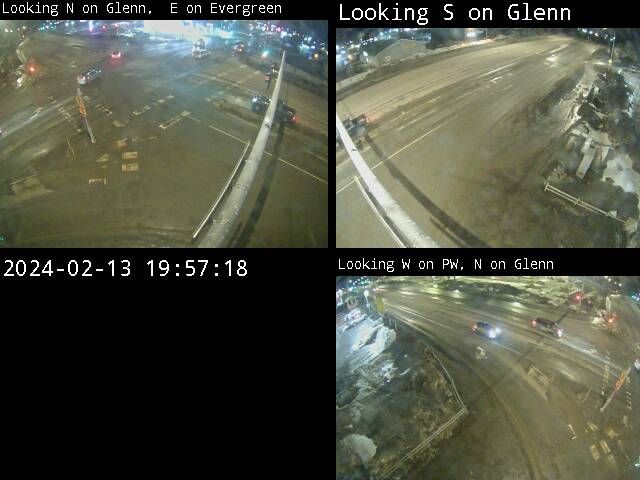 Looking N on Glenn,  E on Evergreen
Looking S on Glenn
2024-02-13 19:57:18
Looking W on PW, N on Glenn